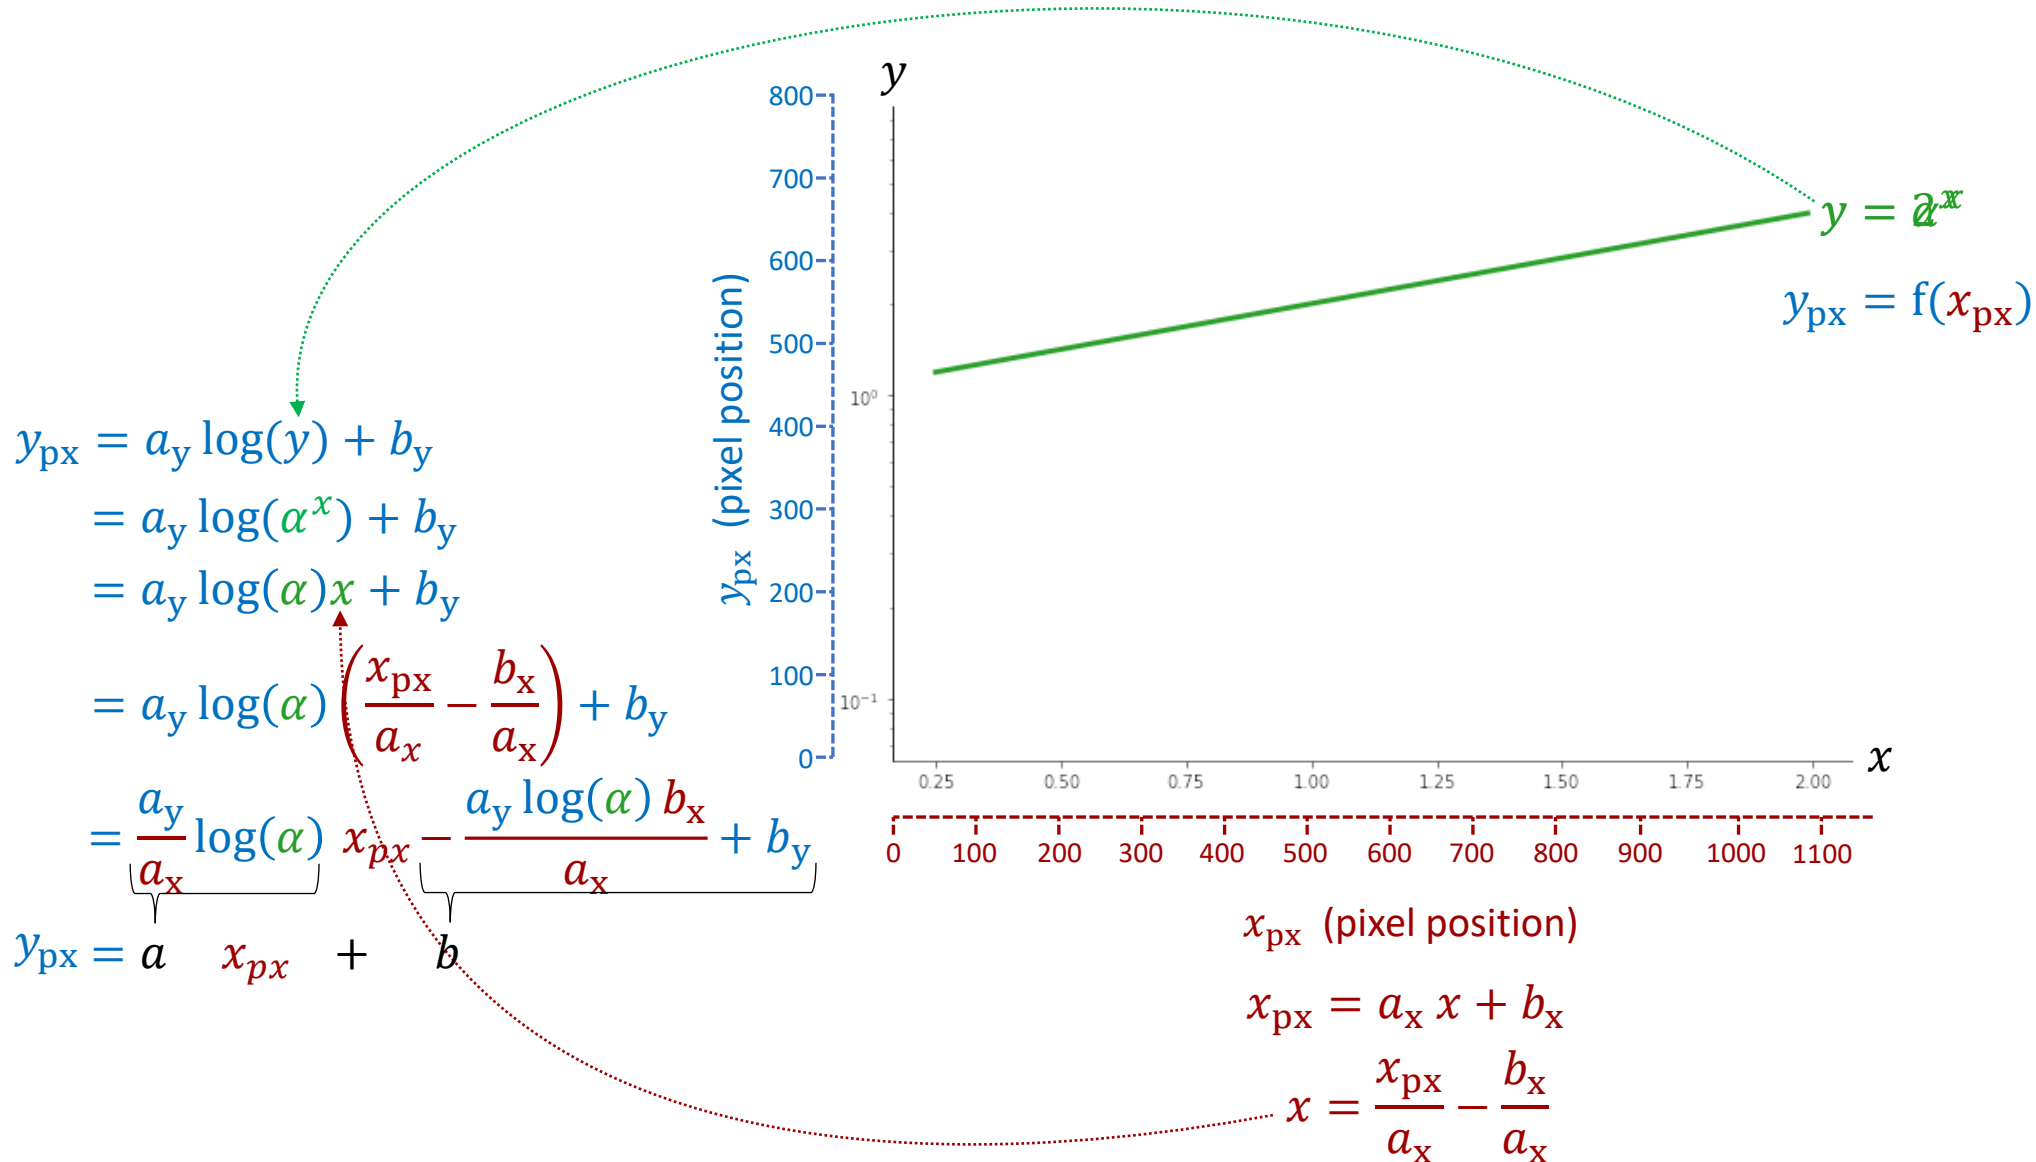 y
800
700
600
500
400
300
200
100
0
y_px (pixel position)
10⁰
10⁻¹
y = 
y_px = f(x_px)
0.25 0.50 0.75 1.00 1.25 1.50 1.75 2.00
x
0 100 200 300 400 500 600 700 800 900 1000 1100
x_px (pixel position)
x_px = a_x x + b_x
x = x_px/a_x − b_x/a_x
y_px = a_y log(y) + b_y
= a_y log(α^x) + b_y
= a_y log(α)x + b_y
= a_y log(α) (x_px/a_x − b_x/a_x) + b_y
= a_y/a_x log(α) x_px − a_y log(α) b_x/a_x + b_y
y_px = a x_px + b